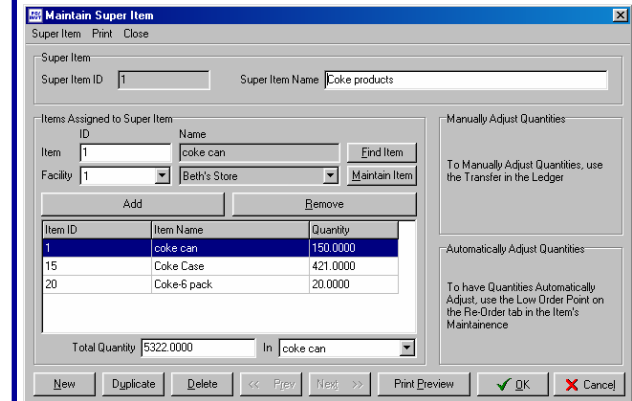 Maintain Super Item
Super Item Print Close
Super Item
Super Item ID 1 Super Item Name Coke products
Items Assigned to Super Item
ID Name
Item 1 coke can Find Item
Facility 1 Beth's Store Maintain Item
Add Remove
Item ID Item Name Quantity
1 coke can 150.0000
15 Coke Case 421.0000
20 Coke-6 pack 20.0000
Total Quantity 5322.0000 In coke can
Manually Adjust Quantities
To Manually Adjust Quantities, use
the Transfer in the Ledger
Automatically Adjust Quantities
To have Quantities Automatically
Adjust, use the Low Order Point on
the Re-Order tab in the Item's
Maintainence
New Duplicate Delete << Prev Next >> Print Preview OK Cancel